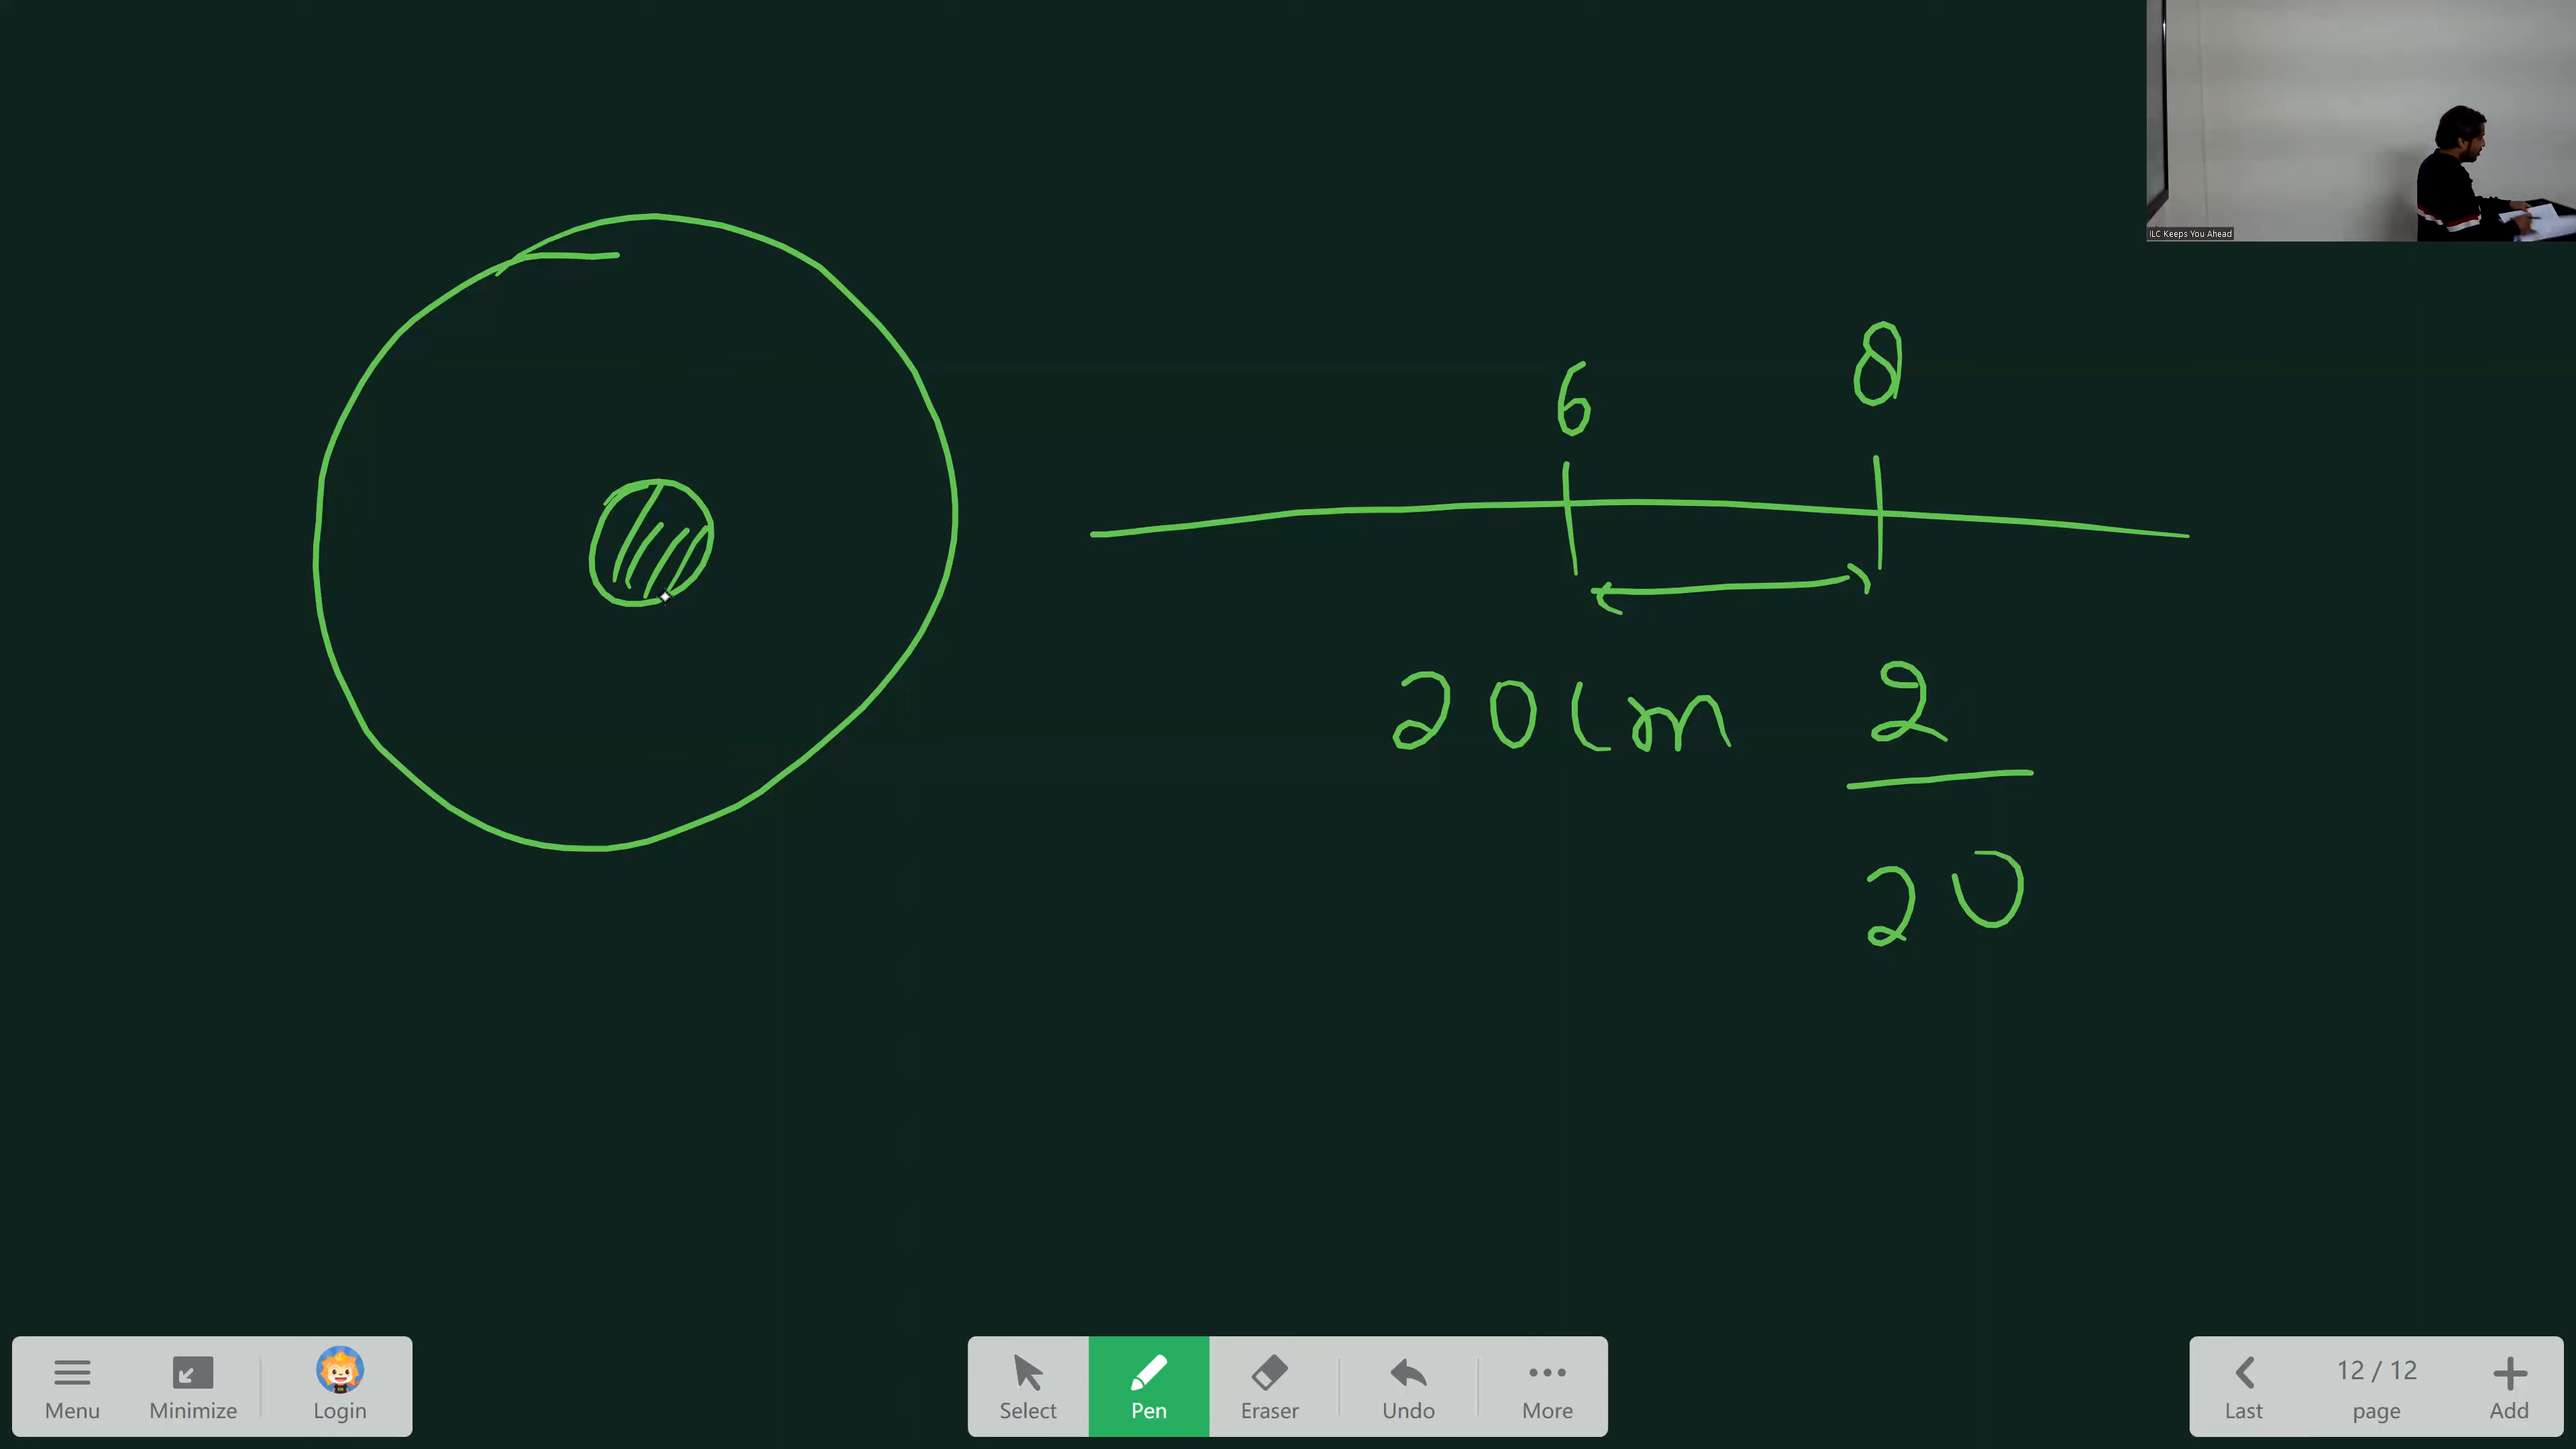 ILC Keeps You Ahead
6 8
20 cm 2
20
Menu Minimize Login
Select Pen Eraser Undo More
12 / 12
Last page Add